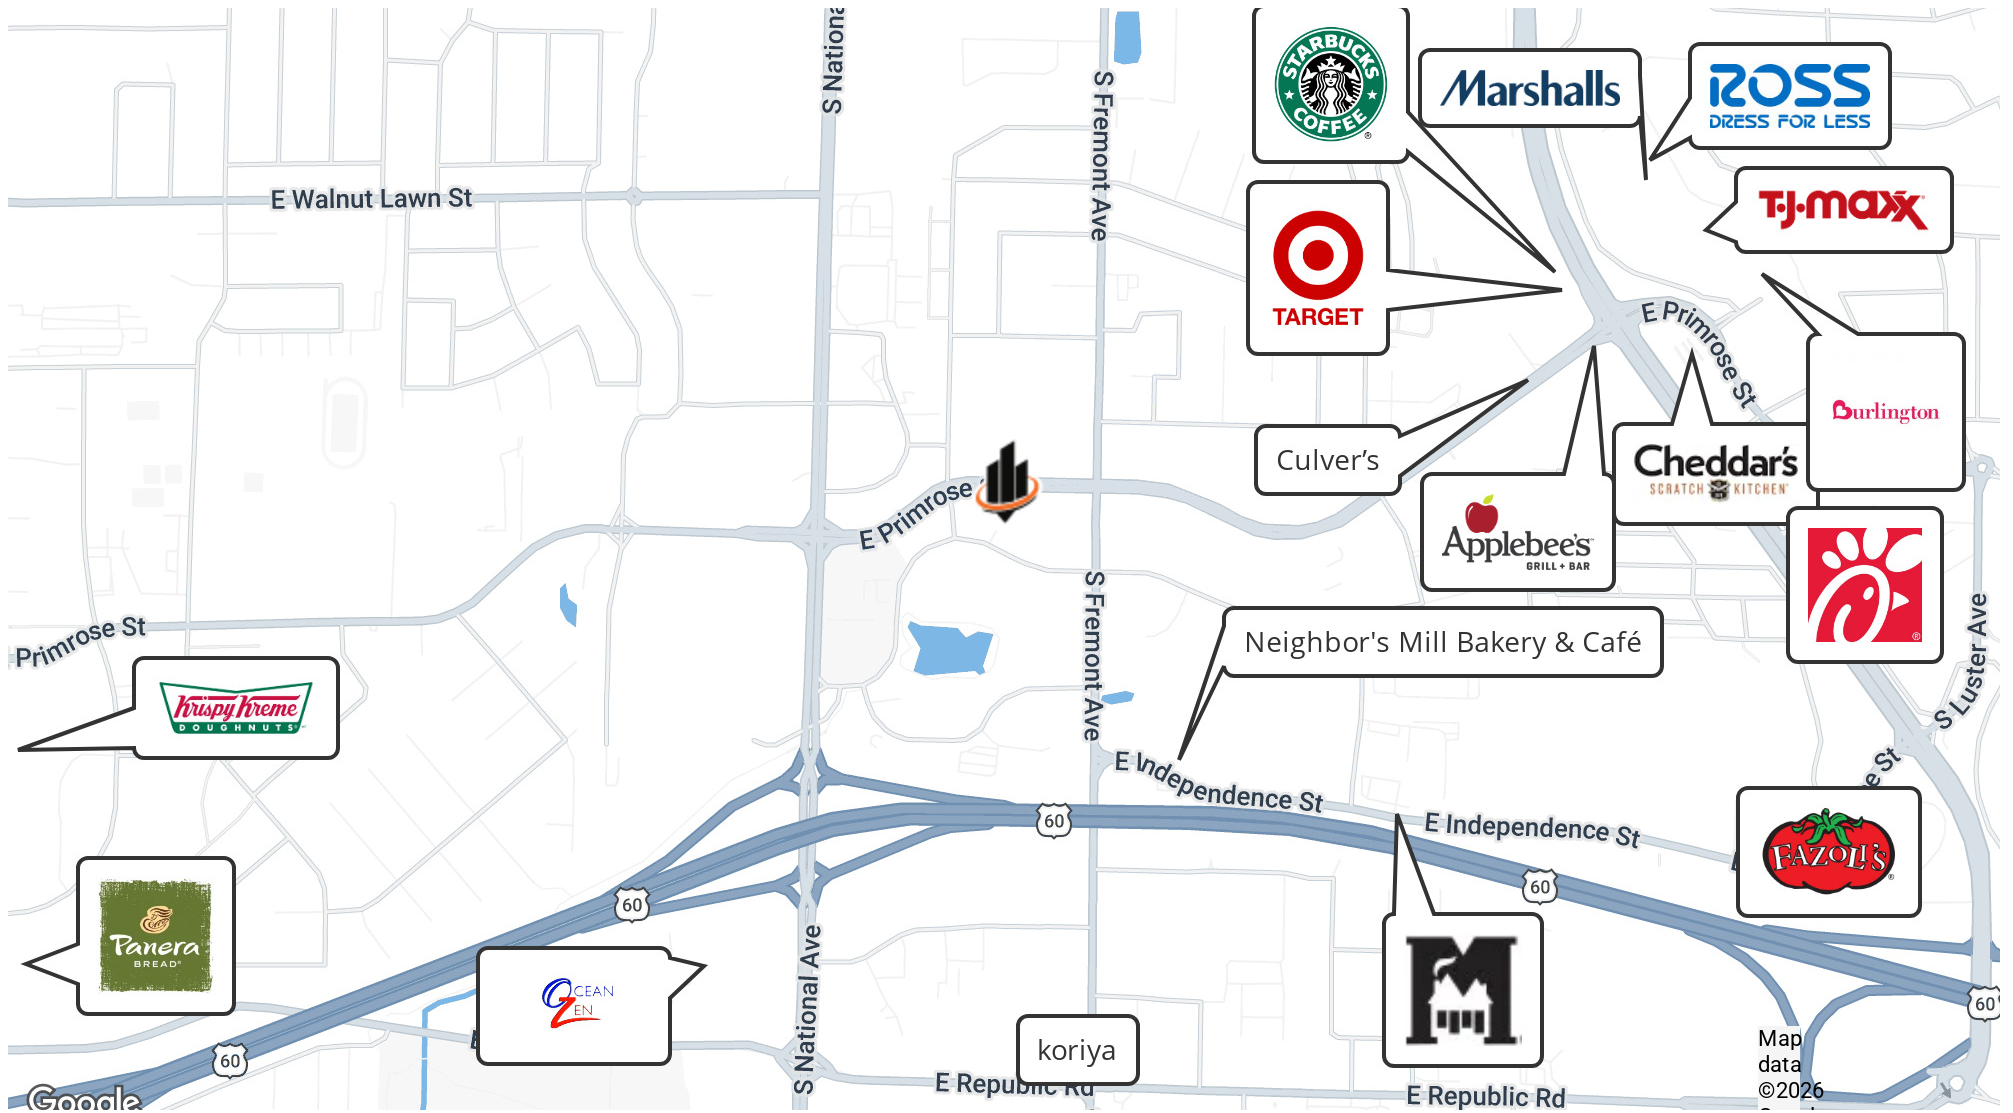 S Nationa
S Fremont Ave
STARBUCKS
COFFEE
®
Marshalls
ROSS
DRESS FOR LESS
E Walnut Lawn St
T·J·maxx
TARGET
E Primrose St
Burlington
Culver's
Cheddar's
SCRATCH KITCHEN
E Primrose
Applebee's
GRILL + BAR
S Fremont Ave
S Luster Ave
Primrose St
Neighbor's Mill Bakery & Café
Krispy Kreme
DOUGHNUTS
E Independence St
e St
60
E Independence St
FAZOLI'S
®
60
60
Panera
BREAD®
S National Ave
OCEAN
ZEN
M
60
60
koriya
E Republic Rd
E Republic Rd
Map
data
©2026
Google